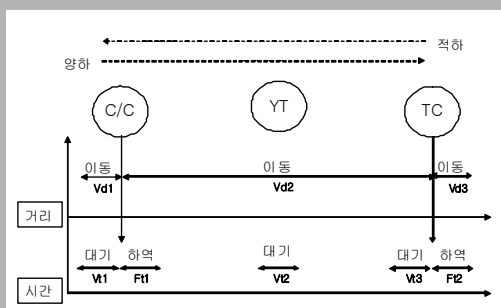 적하
양하
C/C YT TC
이동 이동 이동
Vd1 Vd2 Vd3
거리
대기 하역 대기 대기 하역
Vt1 Ft1 Vt2 Vt3 Ft2
시간